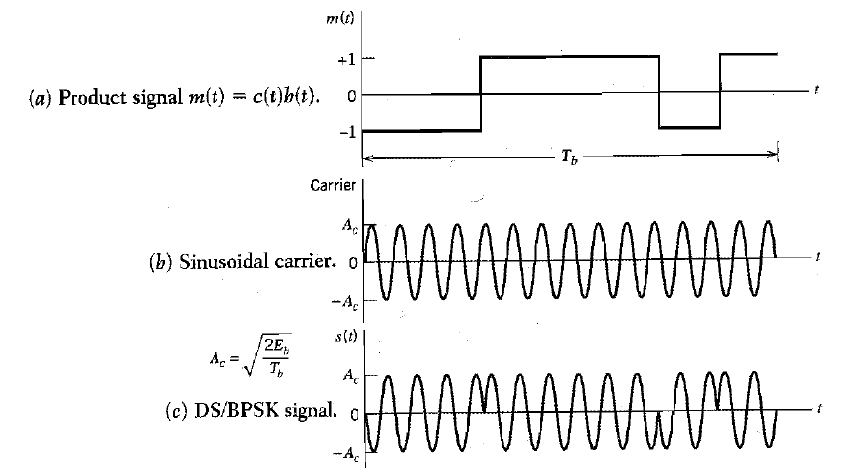 m(t)
+1
(a) Product signal m(t) = c(t)b(t). 0
t
−1
T_b
Carrier
A_c
(b) Sinusoidal carrier. 0
t
−A_c
s(t)
A_c = √(2E_b/T_b)
A_c
(c) DS/BPSK signal. 0
t
−A_c